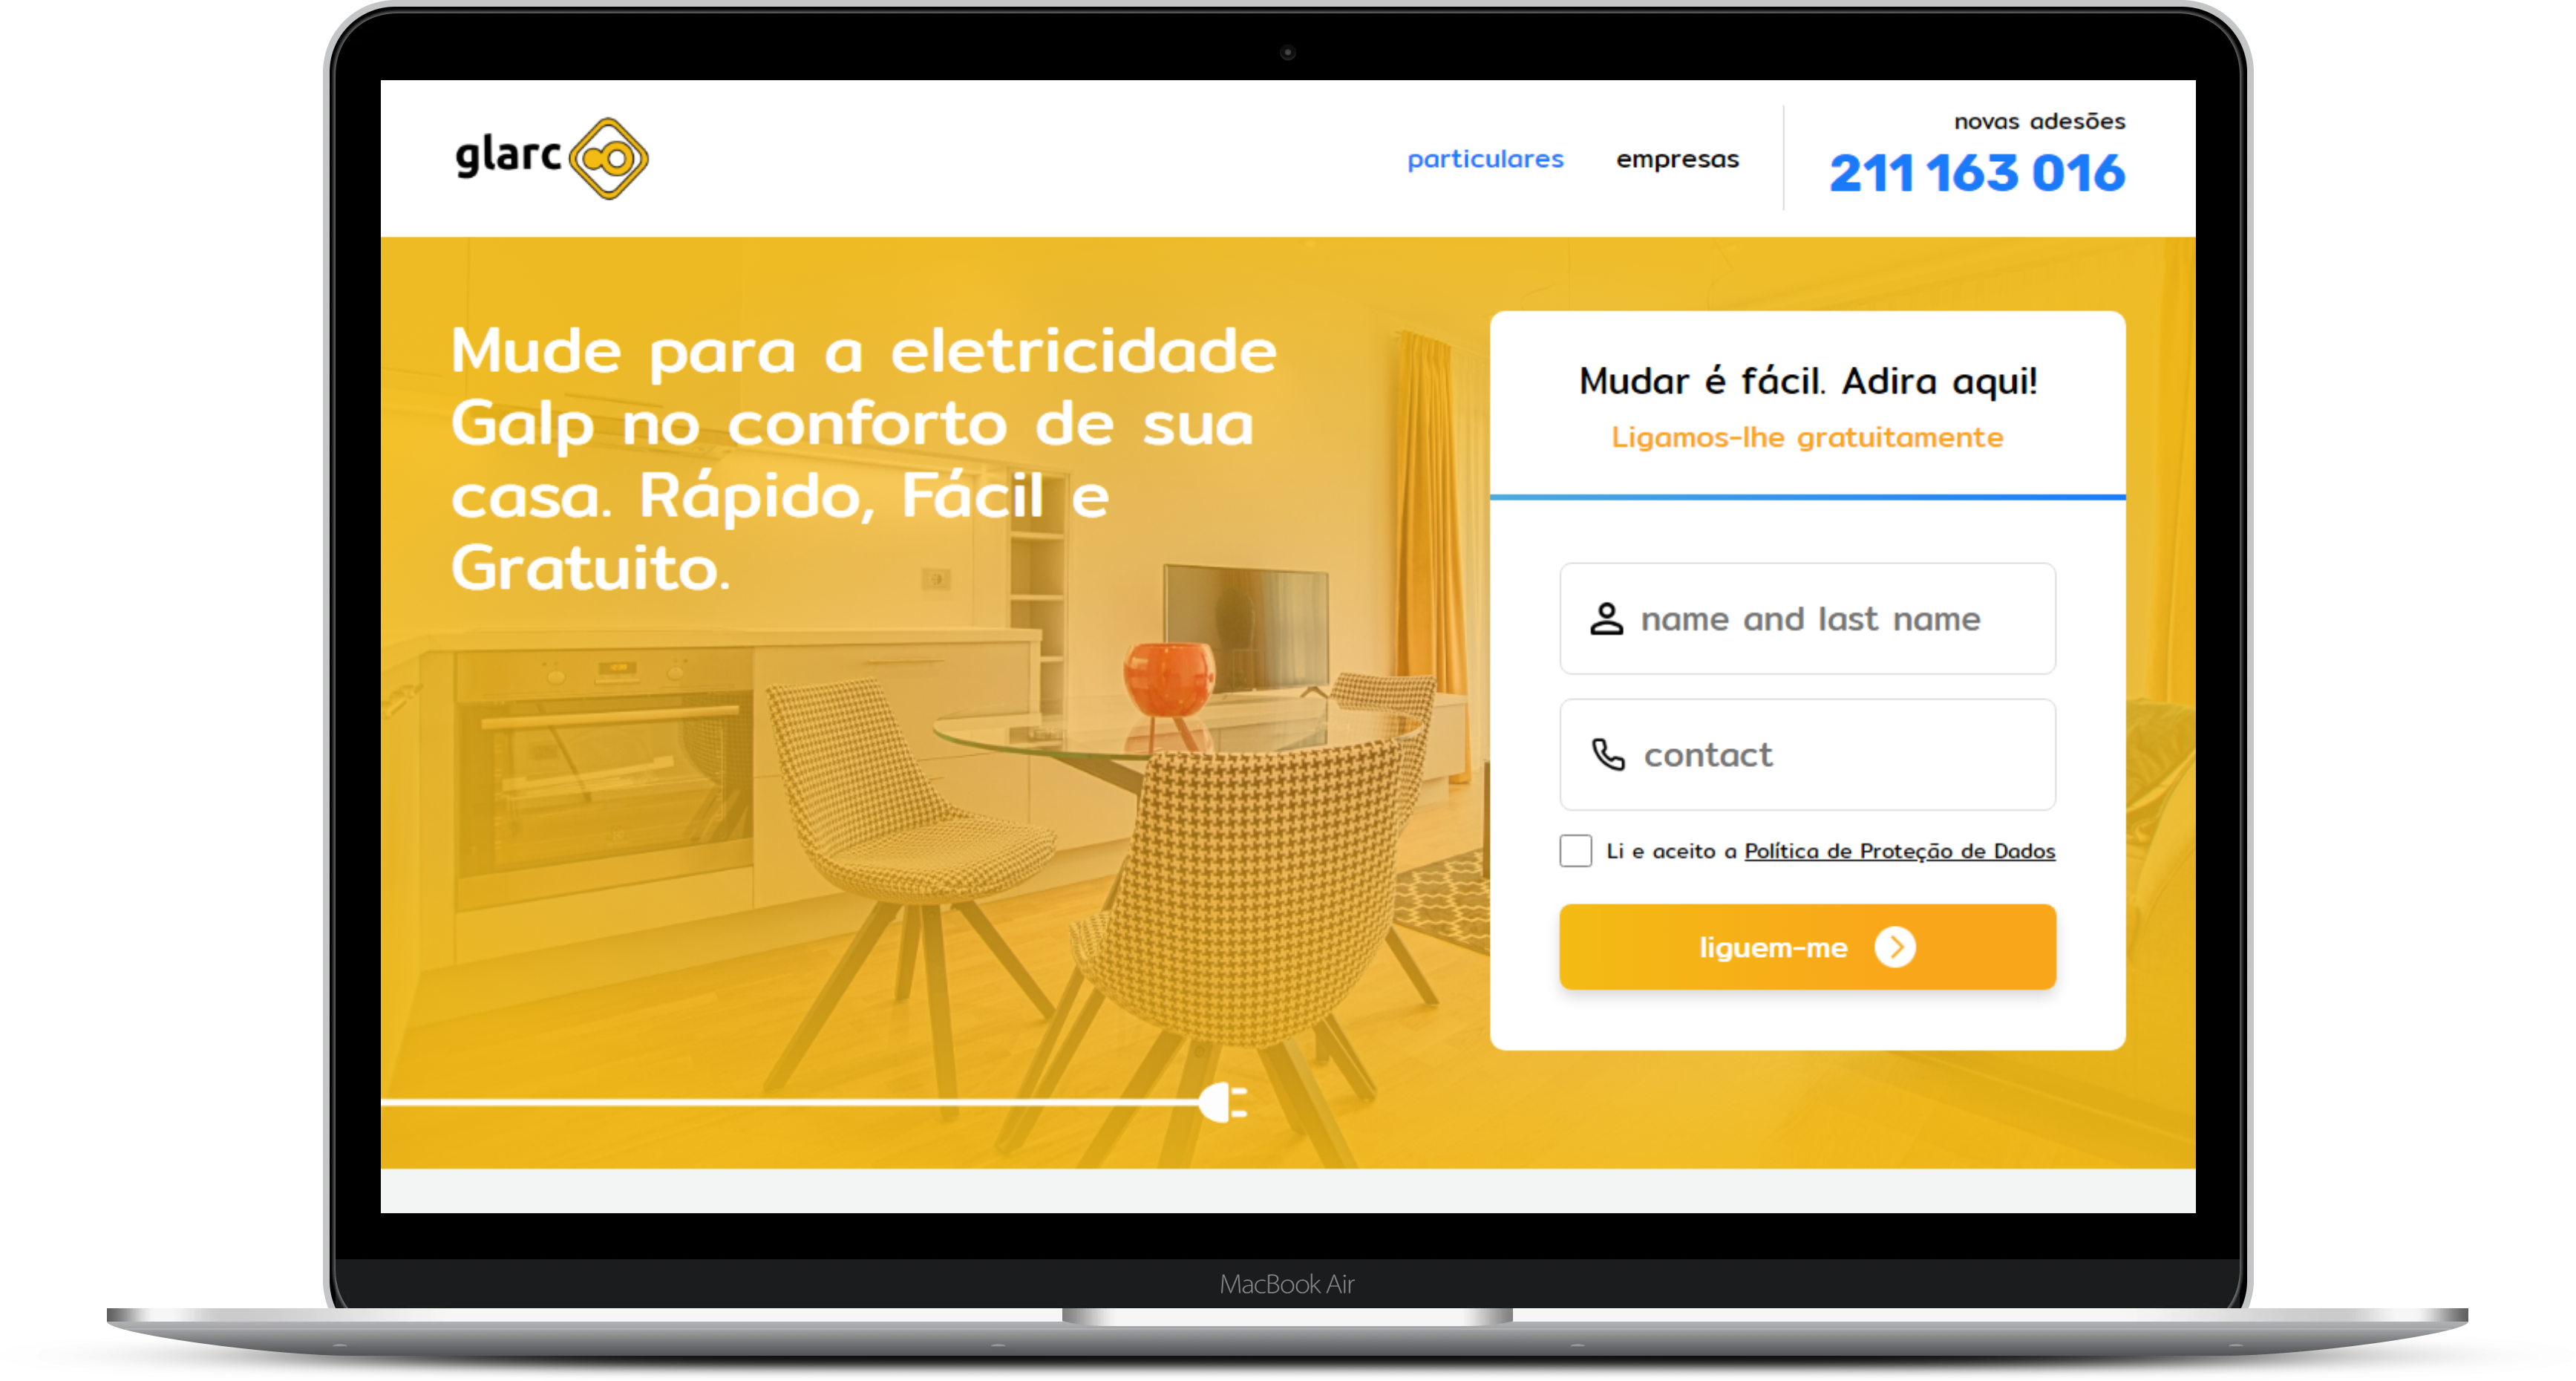 glarc
particulares
empresas
novas adesões
211 163 016
Mude para a eletricidade
Galp no conforto de sua
casa. Rápido, Fácil e
Gratuito.
Mudar é fácil. Adira aqui!
Ligamos-lhe gratuitamente
name and last name
contact
Li e aceito a Política de Proteção de Dados
liguem-me
MacBook Air